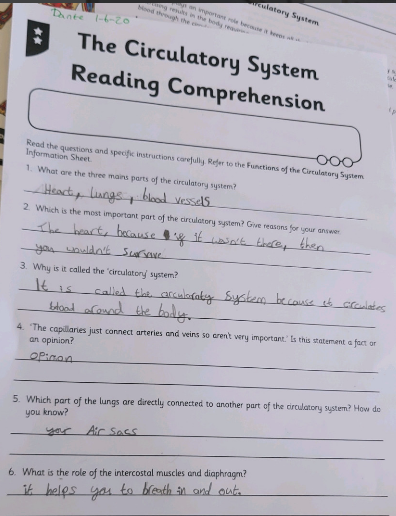 Dante 1-6-20
The Circulatory System
Reading Comprehension
Read the questions and specific instructions carefully. Refer to the Functions of the Circulatory System
Information Sheet.
1. What are the three mains parts of the circulatory system?
Heart, lungs, blood vessels
2. Which is the most important part of the circulatory system? Give reasons for your answer.
The heart, because if it wasn't there, then
you wouldn't survive
3. Why is it called the 'circulatory' system?
It is called the circularaty System because it circulates
blood around the body.
4. 'The capillaries just connect arteries and veins so aren't very important.' Is this statement a fact or
an opinion?
opinon
5. Which part of the lungs are directly connected to another part of the circulatory system? How do
you know?
your Air sacs
6. What is the role of the intercostal muscles and diaphragm?
it helps you to breath in and out.